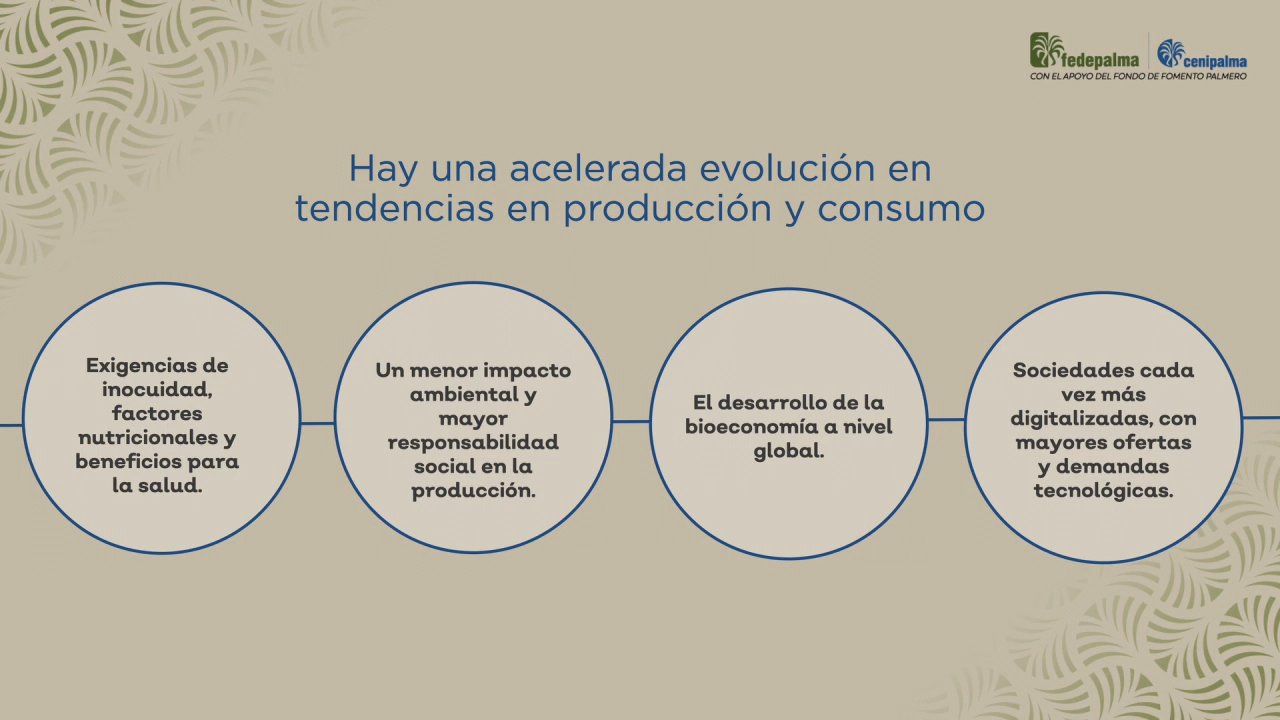 fedepalma
cenipalma
CON EL APOYO DEL FONDO DE FOMENTO PALMERO
Hay una acelerada evolución en
tendencias en producción y consumo
Exigencias de
inocuidad,
factores
nutricionales y
beneficios para
la salud.
Un menor impacto
ambiental y
mayor
responsabilidad
social en la
producción.
El desarrollo de la
bioeconomía a nivel
global.
Sociedades cada
vez más
digitalizadas, con
mayores ofertas
y demandas
tecnológicas.